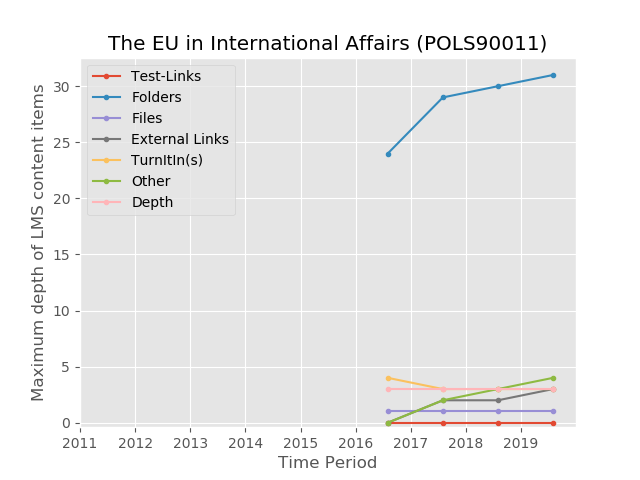 The EU in International Affairs (POLS90011)
Test-Links
Folders
Files
External Links
TurnItIn(s)
Other
Depth
Maximum depth of LMS content items
30
25
20
15
10
5
0
2011 2012 2013 2014 2015 2016 2017 2018 2019
Time Period